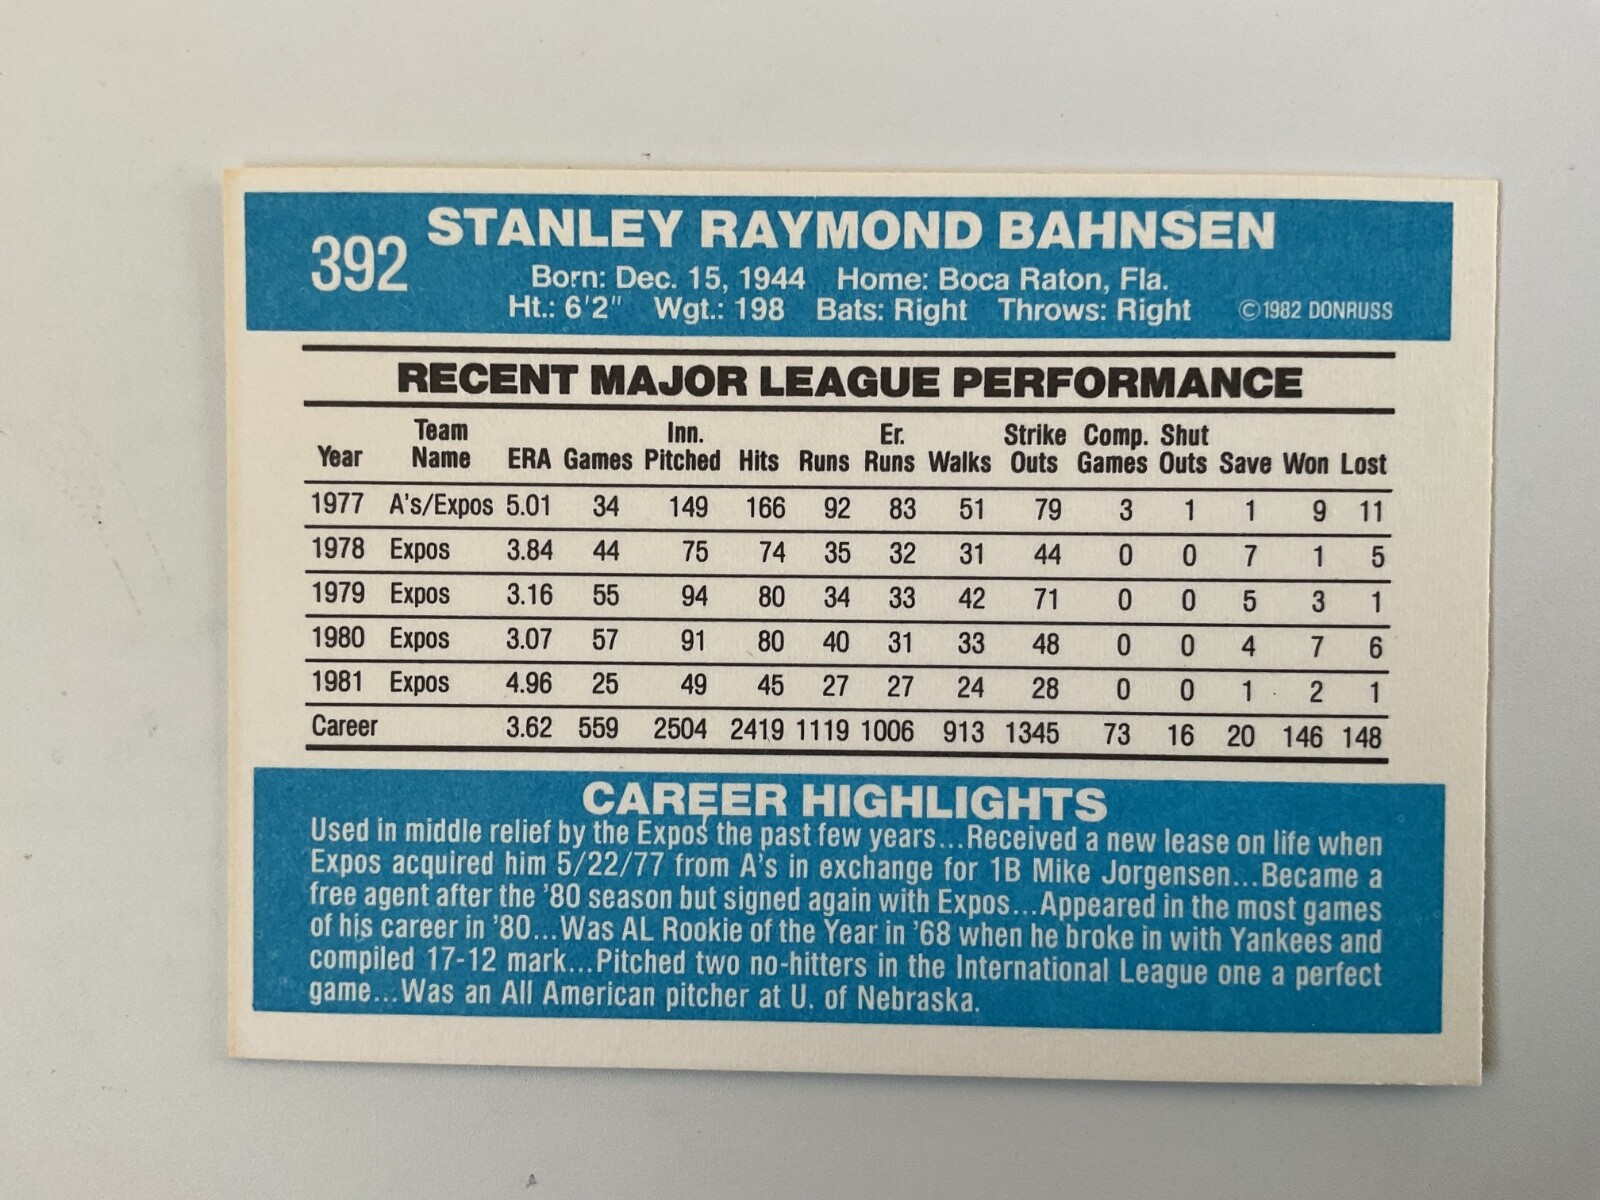 392
STANLEY RAYMOND BAHNSEN
Born: Dec. 15, 1944 Home: Boca Raton, Fla.
Ht.: 6'2" Wgt.: 198 Bats: Right Throws: Right ©1982 DONRUSS
RECENT MAJOR LEAGUE PERFORMANCE
Year Team Name ERA Games Inn. Pitched Hits Runs Er. Runs Walks Strike Outs Comp. Games Shut Outs Save Won Lost
1977 A's/Expos 5.01 34 149 166 92 83 51 79 3 1 1 9 11
1978 Expos 3.84 44 75 74 35 32 31 44 0 0 7 1 5
1979 Expos 3.16 55 94 80 34 33 42 71 0 0 5 3 1
1980 Expos 3.07 57 91 80 40 31 33 48 0 0 4 7 6
1981 Expos 4.96 25 49 45 27 27 24 28 0 0 1 2 1
Career 3.62 559 2504 2419 1119 1006 913 1345 73 16 20 146 148
CAREER HIGHLIGHTS
Used in middle relief by the Expos the past few years...Received a new lease on life when
Expos acquired him 5/22/77 from A's in exchange for 1B Mike Jorgensen...Became a
free agent after the '80 season but signed again with Expos...Appeared in the most games
of his career in '80...Was AL Rookie of the Year in '68 when he broke in with Yankees and
compiled 17-12 mark...Pitched two no-hitters in the International League one a perfect
game...Was an All American pitcher at U. of Nebraska.